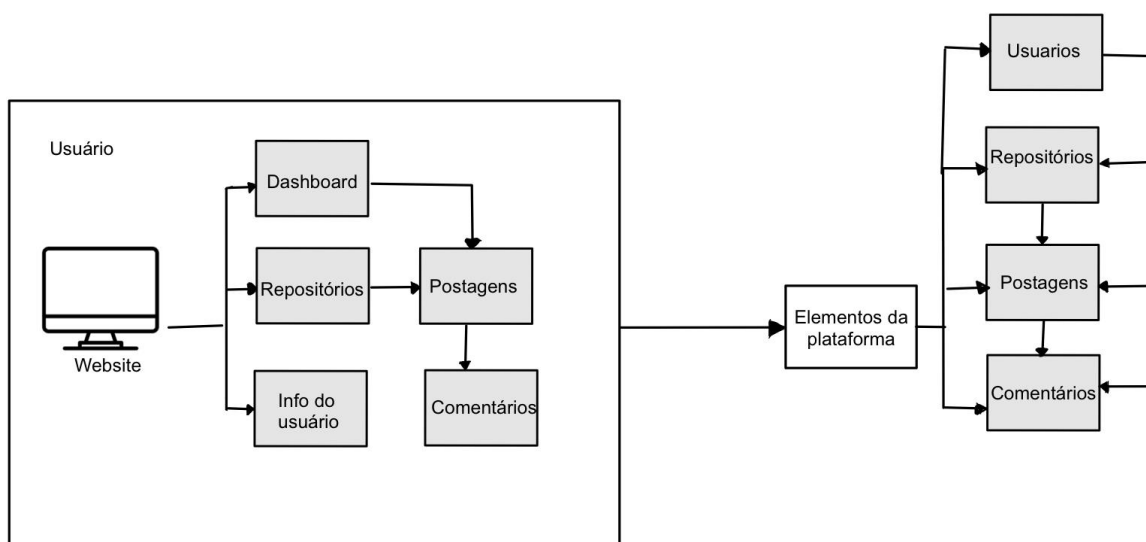 Usuário
Website
Dashboard
Repositórios
Info do
usuário
Postagens
Comentários
Elementos da
plataforma
Usuarios
Repositórios
Postagens
Comentários